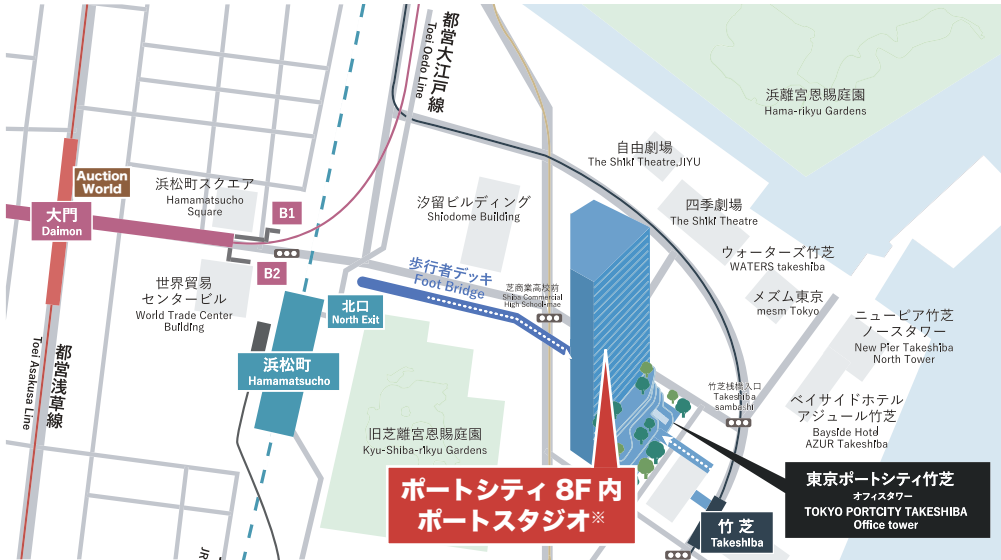 都営大江戸線
Toei Oedo Line
浜離宮恩賜庭園
Hama-rikyu Gardens
自由劇場
The Shiki Theatre,JIYU
Auction
World
浜松町スクエア
Hamamatsucho
Square
汐留ビルディング
Shiodome Building
四季劇場
The Shiki Theatre
大門
Daimon
B1
B2
ウォーターズ竹芝
WATERS takeshiba
歩行者デッキ
Foot Bridge
世界貿易
センタービル
World Trade Center
Building
北口
North Exit
芝商業高校前
Shiba Commercial
High School-mae
メズム東京
mesm Tokyo
ニューピア竹芝
ノースタワー
New Pier Takeshiba
North Tower
都営浅草線
Toei Asakusa Line
浜松町
Hamamatsucho
竹芝桟橋入口
Takeshiba
sambashi
ベイサイドホテル
アジュール竹芝
Bayside Hotel
AZUR Takeshiba
旧芝離宮恩賜庭園
Kyu-Shiba-rikyu Gardens
ポートシティ 8F 内
ポートスタジオ※
東京ポートシティ竹芝
オフィスタワー
TOKYO PORTCITY TAKESHIBA
Office tower
竹芝
Takeshiba
JR